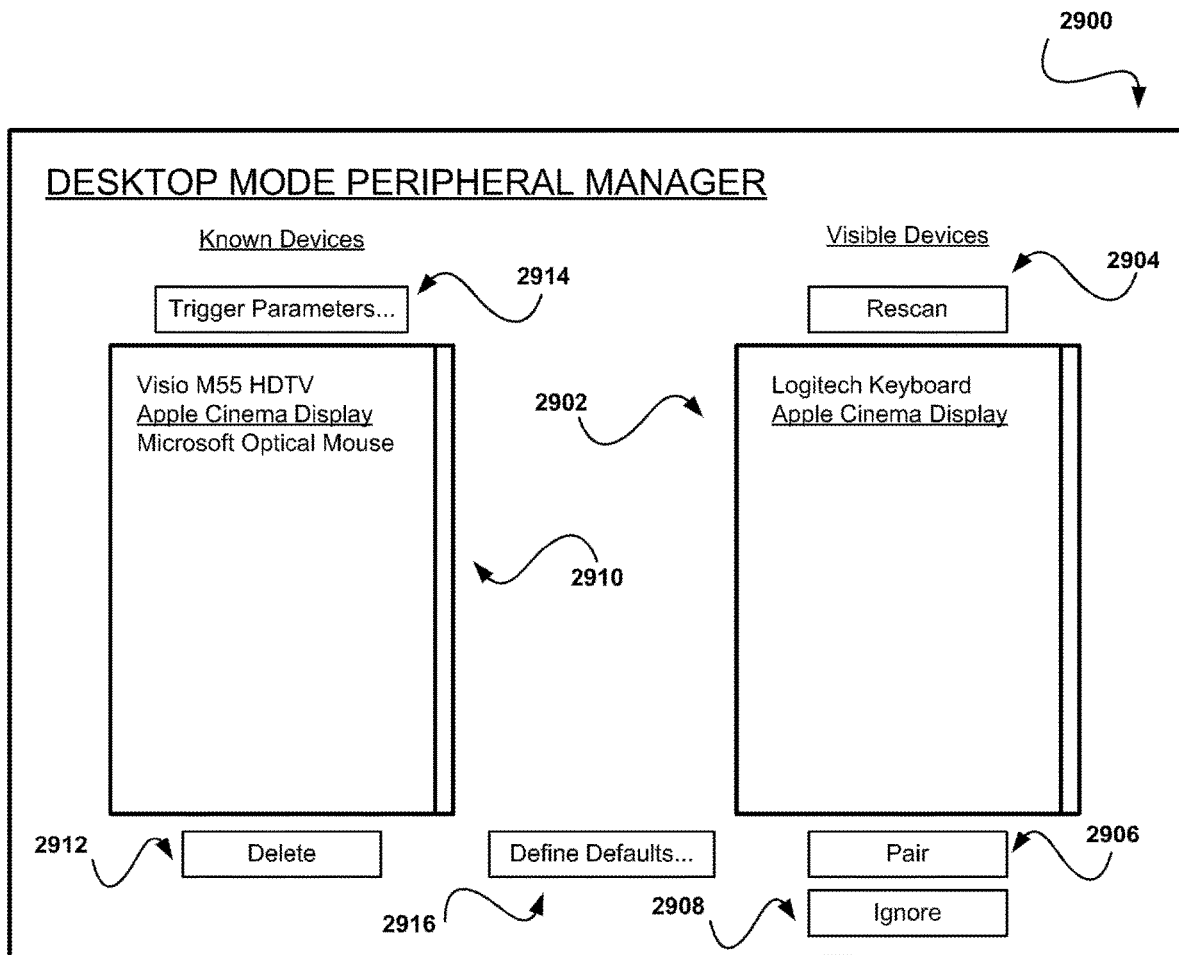 2900
DESKTOP MODE PERIPHERAL MANAGER
Known Devices
Visible Devices
2914
2904
Trigger Parameters...
Rescan
Visio M55 HDTV
Apple Cinema Display
Microsoft Optical Mouse
2902
Logitech Keyboard
Apple Cinema Display
2910
2912
Delete
Define Defaults...
Pair
2906
2916
2908
Ignore